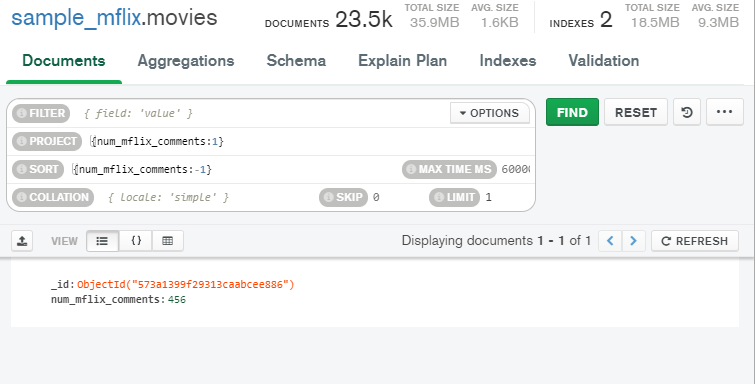 sample_mflix.movies
DOCUMENTS 23.5k TOTAL SIZE 35.9MB AVG. SIZE 1.6KB INDEXES 2 TOTAL SIZE 18.5MB AVG. SIZE 9.3MB
Documents Aggregations Schema Explain Plan Indexes Validation
FILTER { field: 'value' } OPTIONS FIND RESET ...
PROJECT {num_mflix_comments:1}
SORT {num_mflix_comments:-1} MAX TIME MS 60000
COLLATION { locale: 'simple' } SKIP 0 LIMIT 1
VIEW {} Displaying documents 1 - 1 of 1 < > REFRESH
_id: ObjectId("573a1399f29313caabcee886")
num_mflix_comments: 456